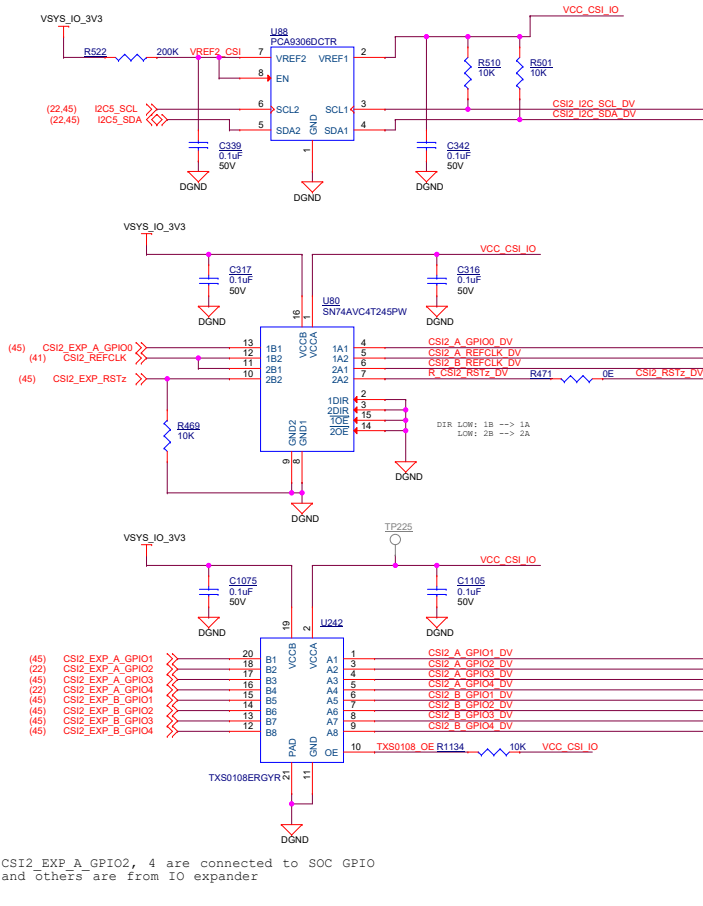 VCC_CSI_IO
VSYS_IO_3V3
U88
PCA9306DCTR
R522
200K
VREF2_CSI
7
VREF2
VREF1
2
8
EN
R510
10K
R501
10K
(22,45)
I2C5_SCL
6
SCL2
SCL1
3
CSI2_I2C_SCL_DV
(22,45)
I2C5_SDA
5
SDA2
SDA1
4
CSI2_I2C_SDA_DV
GND
1
C339
0.1uF
50V
C342
0.1uF
50V
DGND
DGND
DGND
VSYS_IO_3V3
VCC_CSI_IO
C317
0.1uF
50V
C316
0.1uF
50V
U80
SN74AVC4T245PW
16
1
DGND
DGND
VCCB
VCCA
(45)
CSI2_EXP_A_GPIO0
13
1B1
1A1
4
CSI2_A_GPIO0_DV
(41)
CSI2_REFCLK
12
1B2
1A2
5
CSI2_A_REFCLK_DV
11
2B1
2A1
6
CSI2_B_REFCLK_DV
(45)
CSI2_EXP_RSTz
10
2B2
2A2
7
R_CSI2_RSTz_DV
R471
0E
CSI2_RSTz_DV
1DIR
2
2DIR
3
1OE
15
2OE
14
R469
10K
GND2
GND1
9
8
DIR LOW: 1B --> 1A
LOW: 2B --> 2A
DGND
DGND
TP225
VSYS_IO_3V3
VCC_CSI_IO
C1075
0.1uF
50V
C1105
0.1uF
50V
19
2
U242
DGND
DGND
VCCB
VCCA
(45)
CSI2_EXP_A_GPIO1
20
B1
A1
1
CSI2_A_GPIO1_DV
(22)
CSI2_EXP_A_GPIO2
18
B2
A2
3
CSI2_A_GPIO2_DV
(45)
CSI2_EXP_A_GPIO3
17
B3
A3
4
CSI2_A_GPIO3_DV
(22)
CSI2_EXP_A_GPIO4
16
B4
A4
5
CSI2_A_GPIO4_DV
(45)
CSI2_EXP_B_GPIO1
15
B5
A5
6
CSI2_B_GPIO1_DV
(45)
CSI2_EXP_B_GPIO2
14
B6
A6
7
CSI2_B_GPIO2_DV
(45)
CSI2_EXP_B_GPIO3
13
B7
A7
8
CSI2_B_GPIO3_DV
(45)
CSI2_EXP_B_GPIO4
12
B8
A8
9
CSI2_B_GPIO4_DV
PAD
GND
OE
10
TXS0108_OE
R1134
10K
VCC_CSI_IO
TXS0108ERGYR
21
11
DGND
CSI2_EXP_A_GPIO2, 4 are connected to SOC GPIO
and others are from IO expander